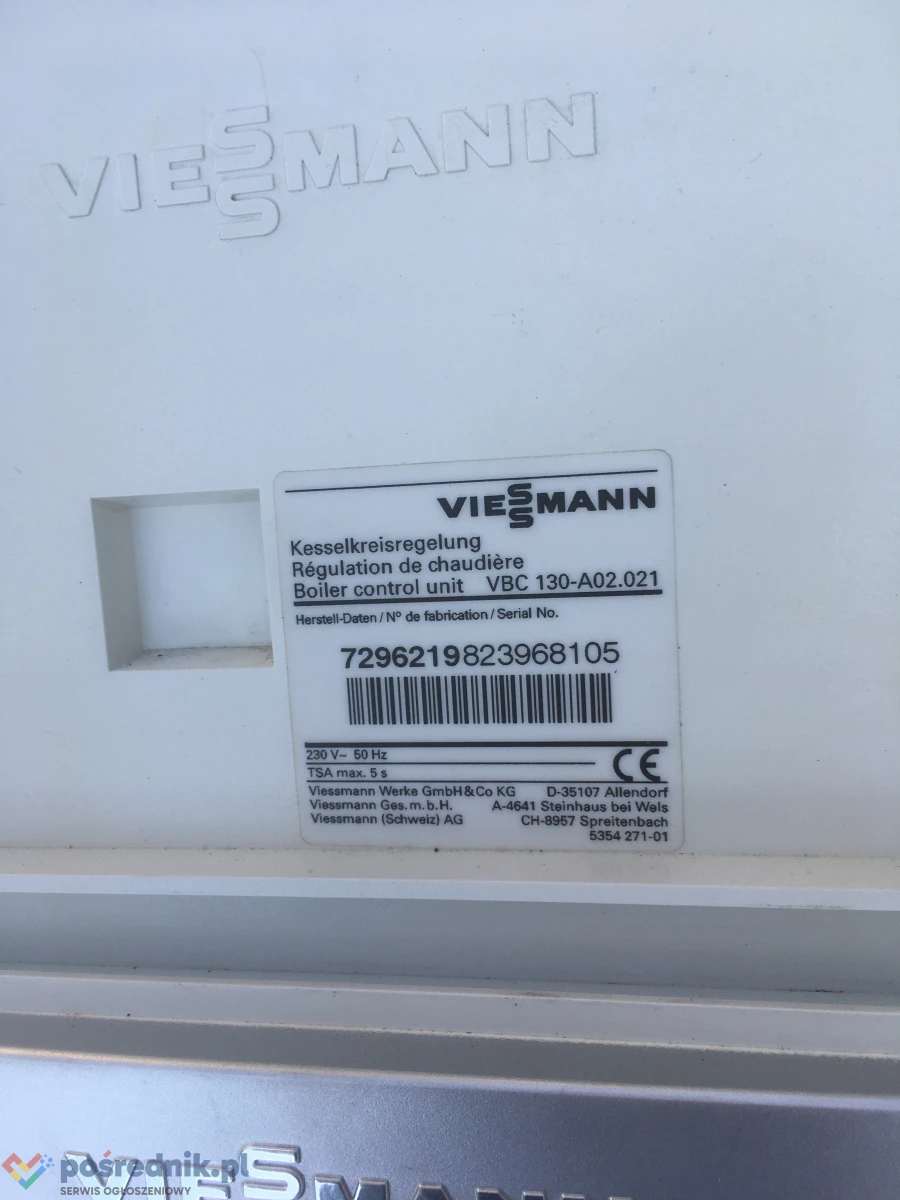 VIESSMANN
VIESSMANN
Kesselkreisregelung
Régulation de chaudière
Boiler control unit VBC 130-A02.021
Herstell-Daten / Nº de fabrication / Serial No.
7296219823968105
230 V~ 50 Hz
TSA max. 5 s
CE
Viessmann Werke GmbH & Co KG D-35107 Allendorf
Viessmann Ges. m. b. H. A-4641 Steinhaus bei Wels
Viessmann (Schweiz) AG CH-8957 Spreitenbach
5354 271-01
VIESSMANN
pośrednik.pl
SERWIS OGŁOSZENIOWY